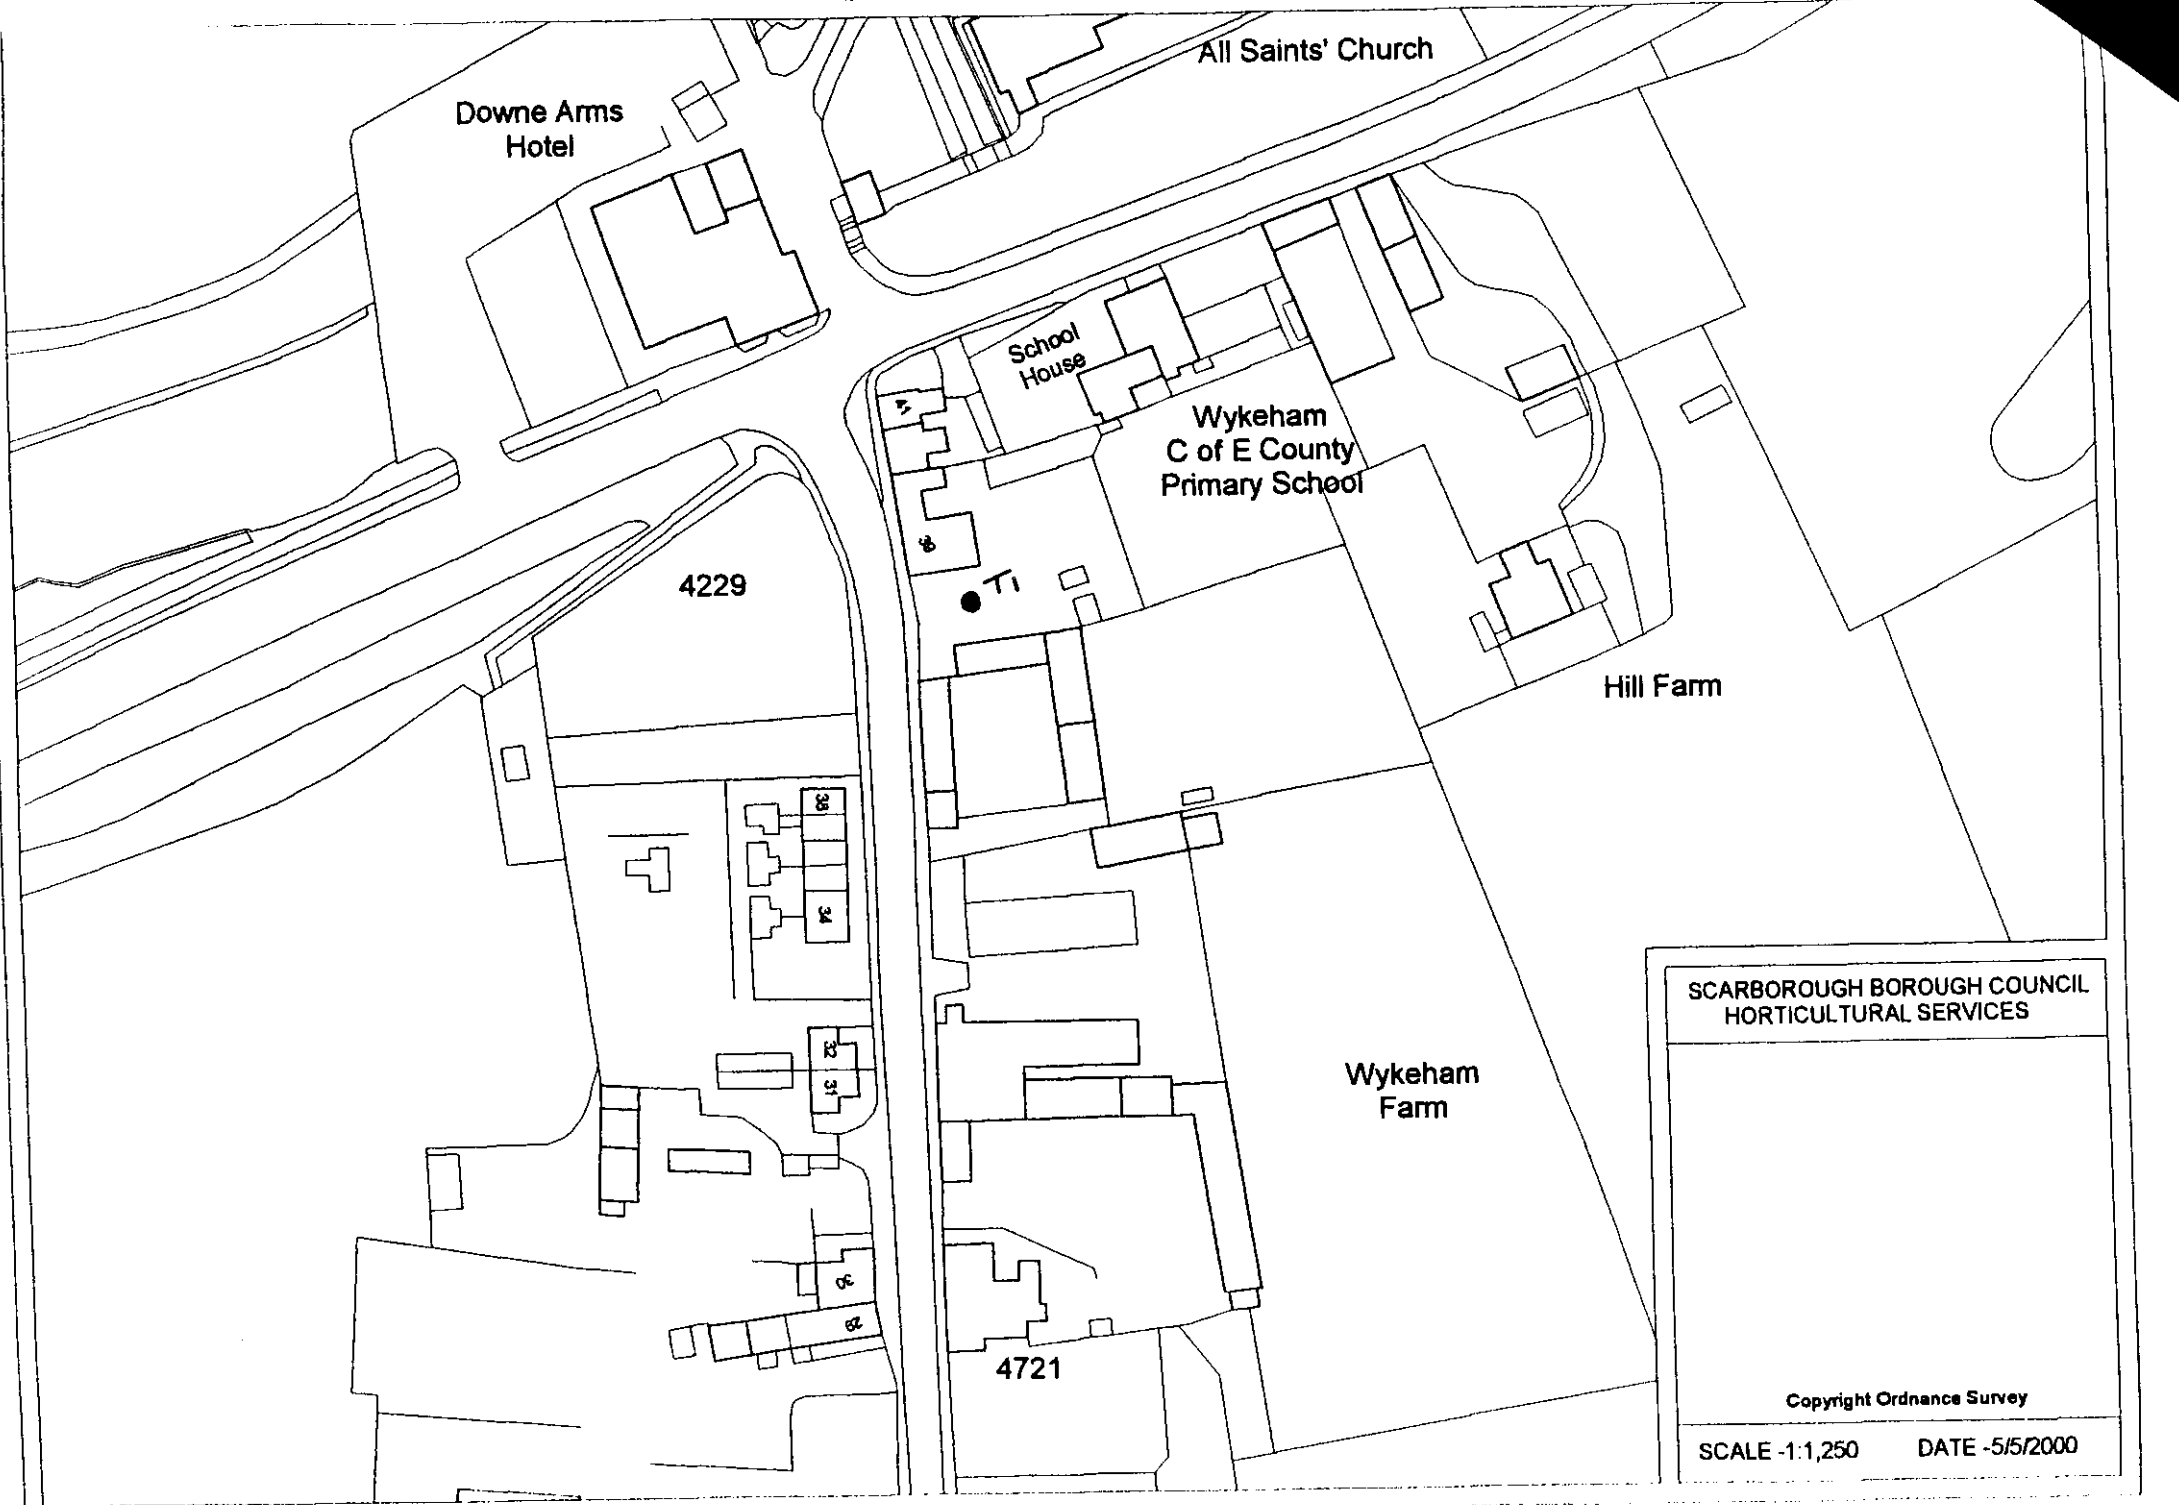 All Saints' Church
Downe Arms
Hotel
School
House
41
Wykeham
C of E County
Primary School
39
T1
4229
Hill Farm
38
34
32
31
Wykeham
Farm
30
29
4721
SCARBOROUGH BOROUGH COUNCIL
HORTICULTURAL SERVICES
Copyright Ordnance Survey
SCALE -1:1,250
DATE -5/5/2000